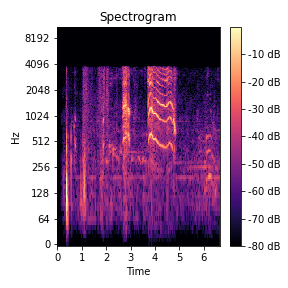 Spectrogram
8192
4096
2048
1024
512
256
128
64
0
Hz
0 1 2 3 4 5 6
Time
-10 dB
-20 dB
-30 dB
-40 dB
-50 dB
-60 dB
-70 dB
-80 dB